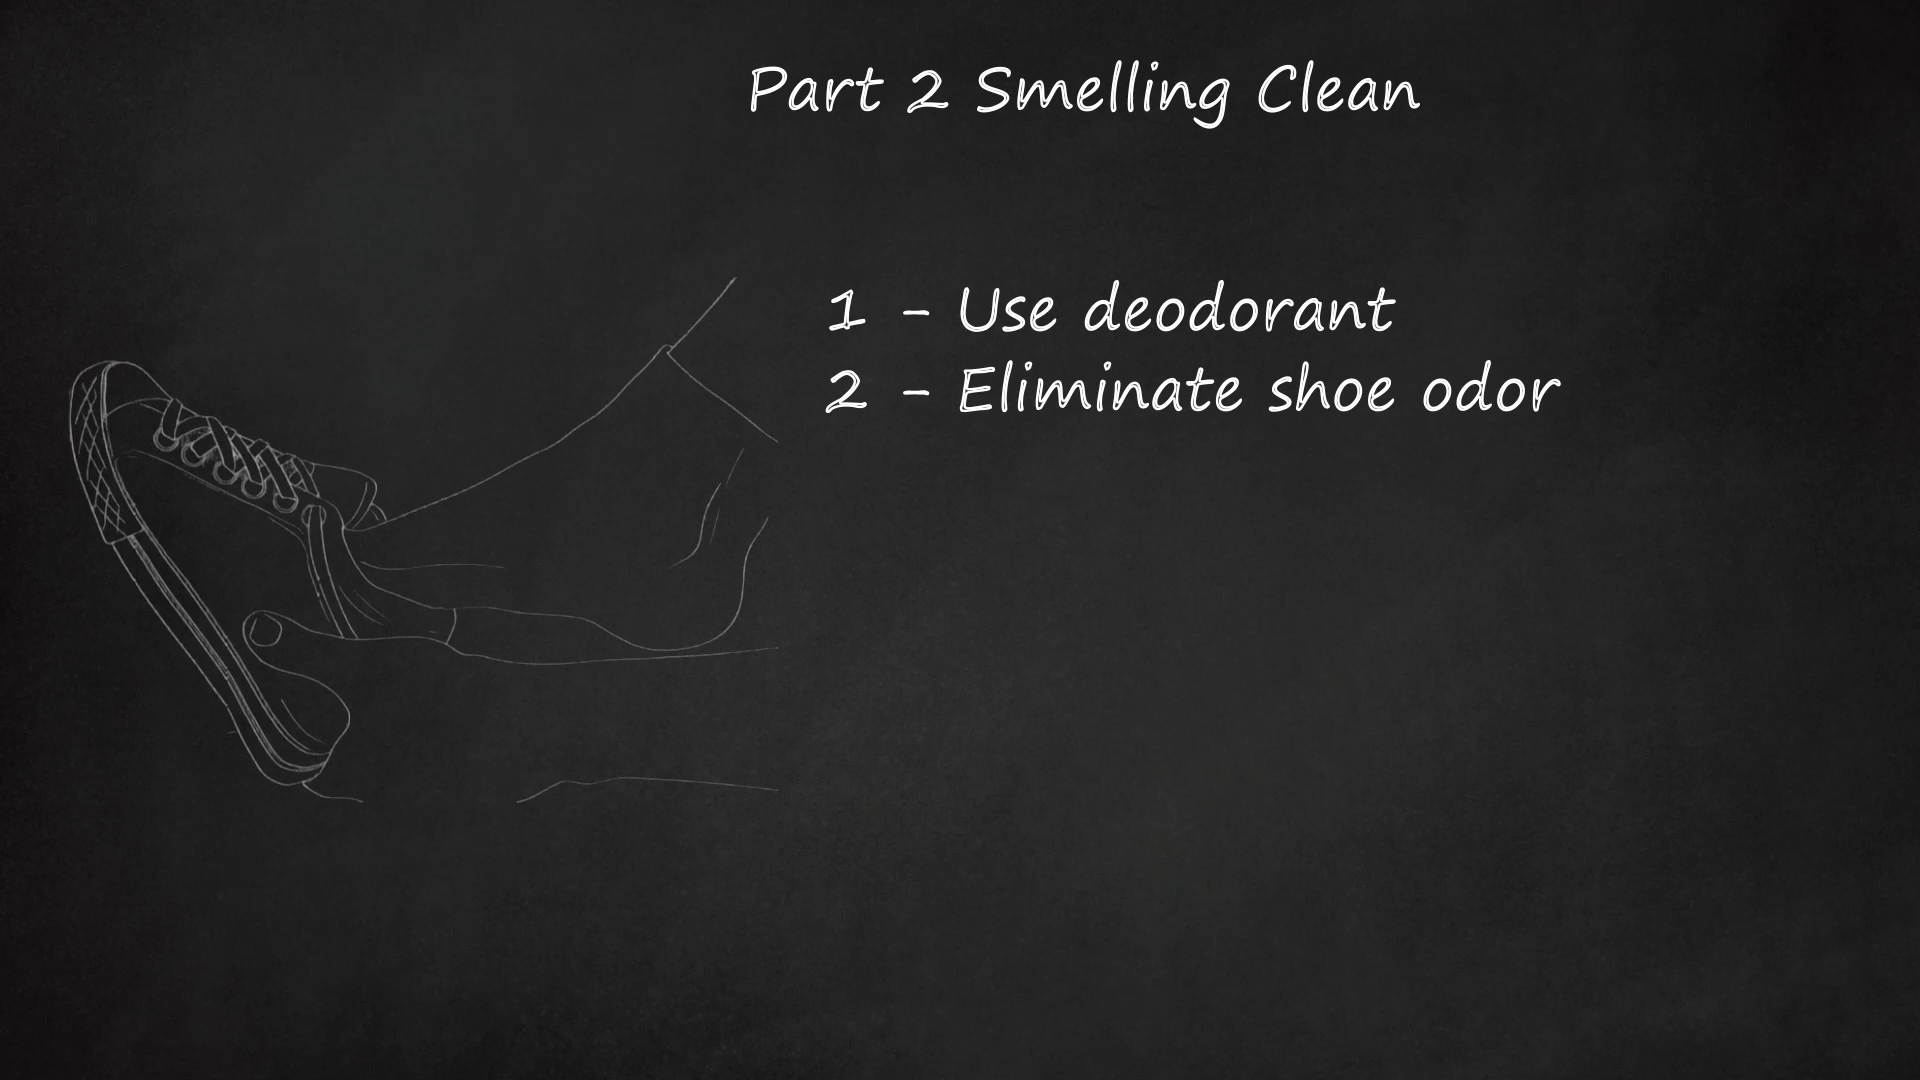 Part 2 Smelling Clean
1 - Use deodorant
2 - Eliminate shoe odor